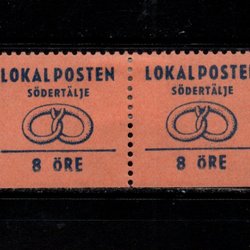 LOKALPOSTEN LOKALPOSTEN
SÖDERTÄLJE SÖDERTÄLJE
8 ÖRE 8 ÖRE